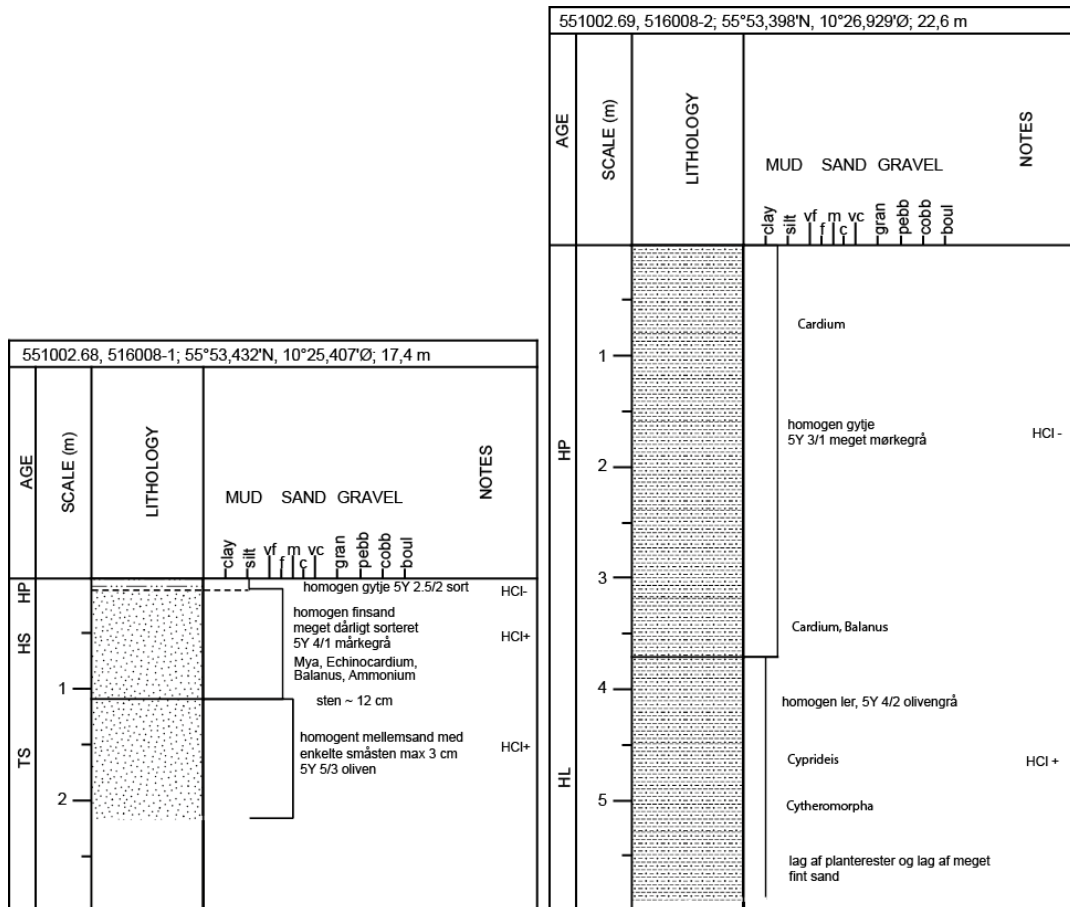 551002.68, 516008-1; 55°53,432'N, 10°25,407'Ø; 17,4 m
AGE
SCALE (m)
LITHOLOGY
MUD SAND GRAVEL
NOTES
clay
silt
vf
f
m
c
vc
gran
pebb
cobb
boul
HP
homogen gytje 5Y 2.5/2 sort
HCl-
HS
homogen finsand
meget dårligt sorteret
5Y 4/1 mårkegrå
HCl+
Mya, Echinocardium,
Balanus, Ammonium
1
sten ~ 12 cm
TS
homogent mellemsand med
enkelte småsten max 3 cm
5Y 5/3 oliven
HCl+
2
551002.69, 516008-2; 55°53,398'N, 10°26,929'Ø; 22,6 m
AGE
SCALE (m)
LITHOLOGY
MUD SAND GRAVEL
NOTES
clay
silt
vf
f
m
c
vc
gran
pebb
cobb
boul
Cardium
1
HP
homogen gytje
5Y 3/1 meget mørkegrå
HCl -
2
3
Cardium, Balanus
4
homogen ler, 5Y 4/2 olivengrå
HL
Cyprideis
HCl +
5
Cytheromorpha
lag af planterester og lag af meget
fint sand